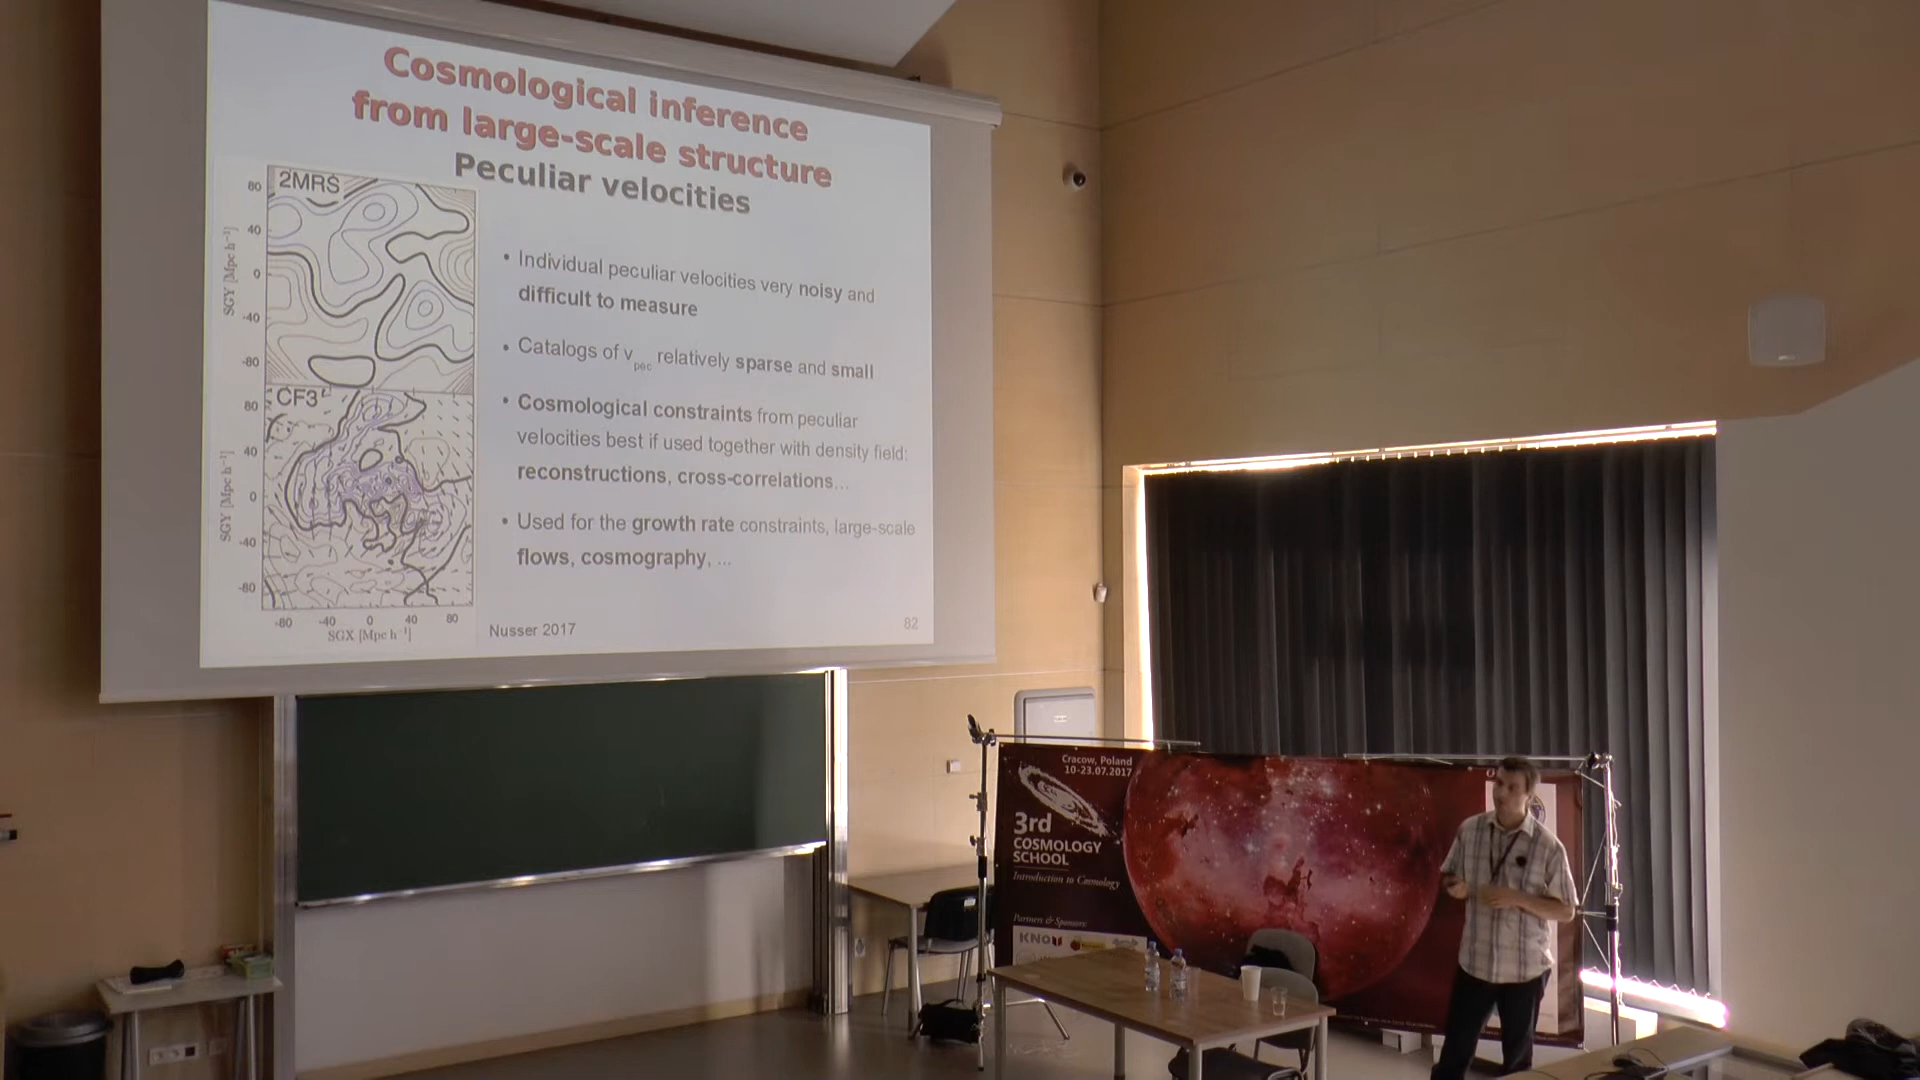 Cosmological inference
from large-scale structure
Peculiar velocities
2MRS
80
40
0
-40
-80
SGY [Mpc h⁻¹]
CF3
80
40
0
-40
-80
SGY [Mpc h⁻¹]
-80 -40 0 40 80
SGX [Mpc h⁻¹]
• Individual peculiar velocities very noisy and
difficult to measure
• Catalogs of vpec relatively sparse and small
• Cosmological constraints from peculiar
velocities best if used together with density field:
reconstructions, cross-correlations...
• Used for the growth rate constraints, large-scale
flows, cosmography, ...
Nusser 2017
82
Cracow, Poland
10-23.07.2017
3rd
COSMOLOGY
SCHOOL
Introduction to Cosmology
Partners & Sponsors:
KNO